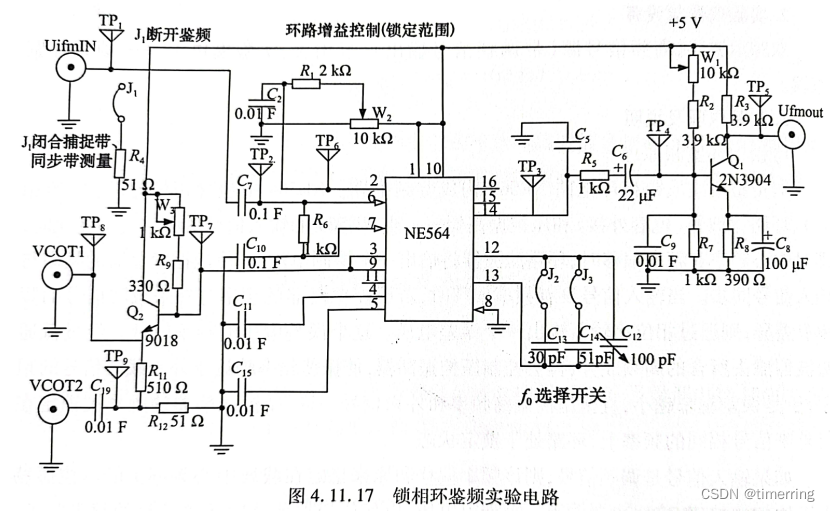 TP₁
J₁断开鉴频
环路增益控制(锁定范围)
+5 V
UifmIN
R₁ 2 kΩ
W₁
10 kΩ
TP₅
Ufmout
J₁
C₂
0.01 F
W₂
10 kΩ
R₂
3.9 kΩ
R₃
3.9 kΩ
J₁闭合捕捉带
同步带测量
R₄
51 Ω
TP₆
TP₂
C₇
0.1 F
1 10
C₅
TP₃
R₅
1 kΩ
C₆
+
22 μF
TP₄
Q₁
2N3904
2
6
7
3
9
11
4
5
NE564
16
15
14
12
13
8
TP₈
W₃
1 kΩ
TP₇
R₆
1 kΩ
C₁₀
0.1 F
VCOT1
R₉
330 Ω
Q₂
9018
C₁₁
0.01 F
C₉
0.01 F
R₇
1 kΩ
R₈
390 Ω
+
C₈
100 μF
J₂
J₃
C₁₃
30 pF
C₁₄
51pF
C₁₂
100 pF
VCOT2
C₁₉
0.01 F
TP₉
R₁₁
510 Ω
R₁₂ 51 Ω
C₁₅
0.01 F
f₀选择开关
图 4.11.17 锁相环鉴频实验电路
CSDN @timerring